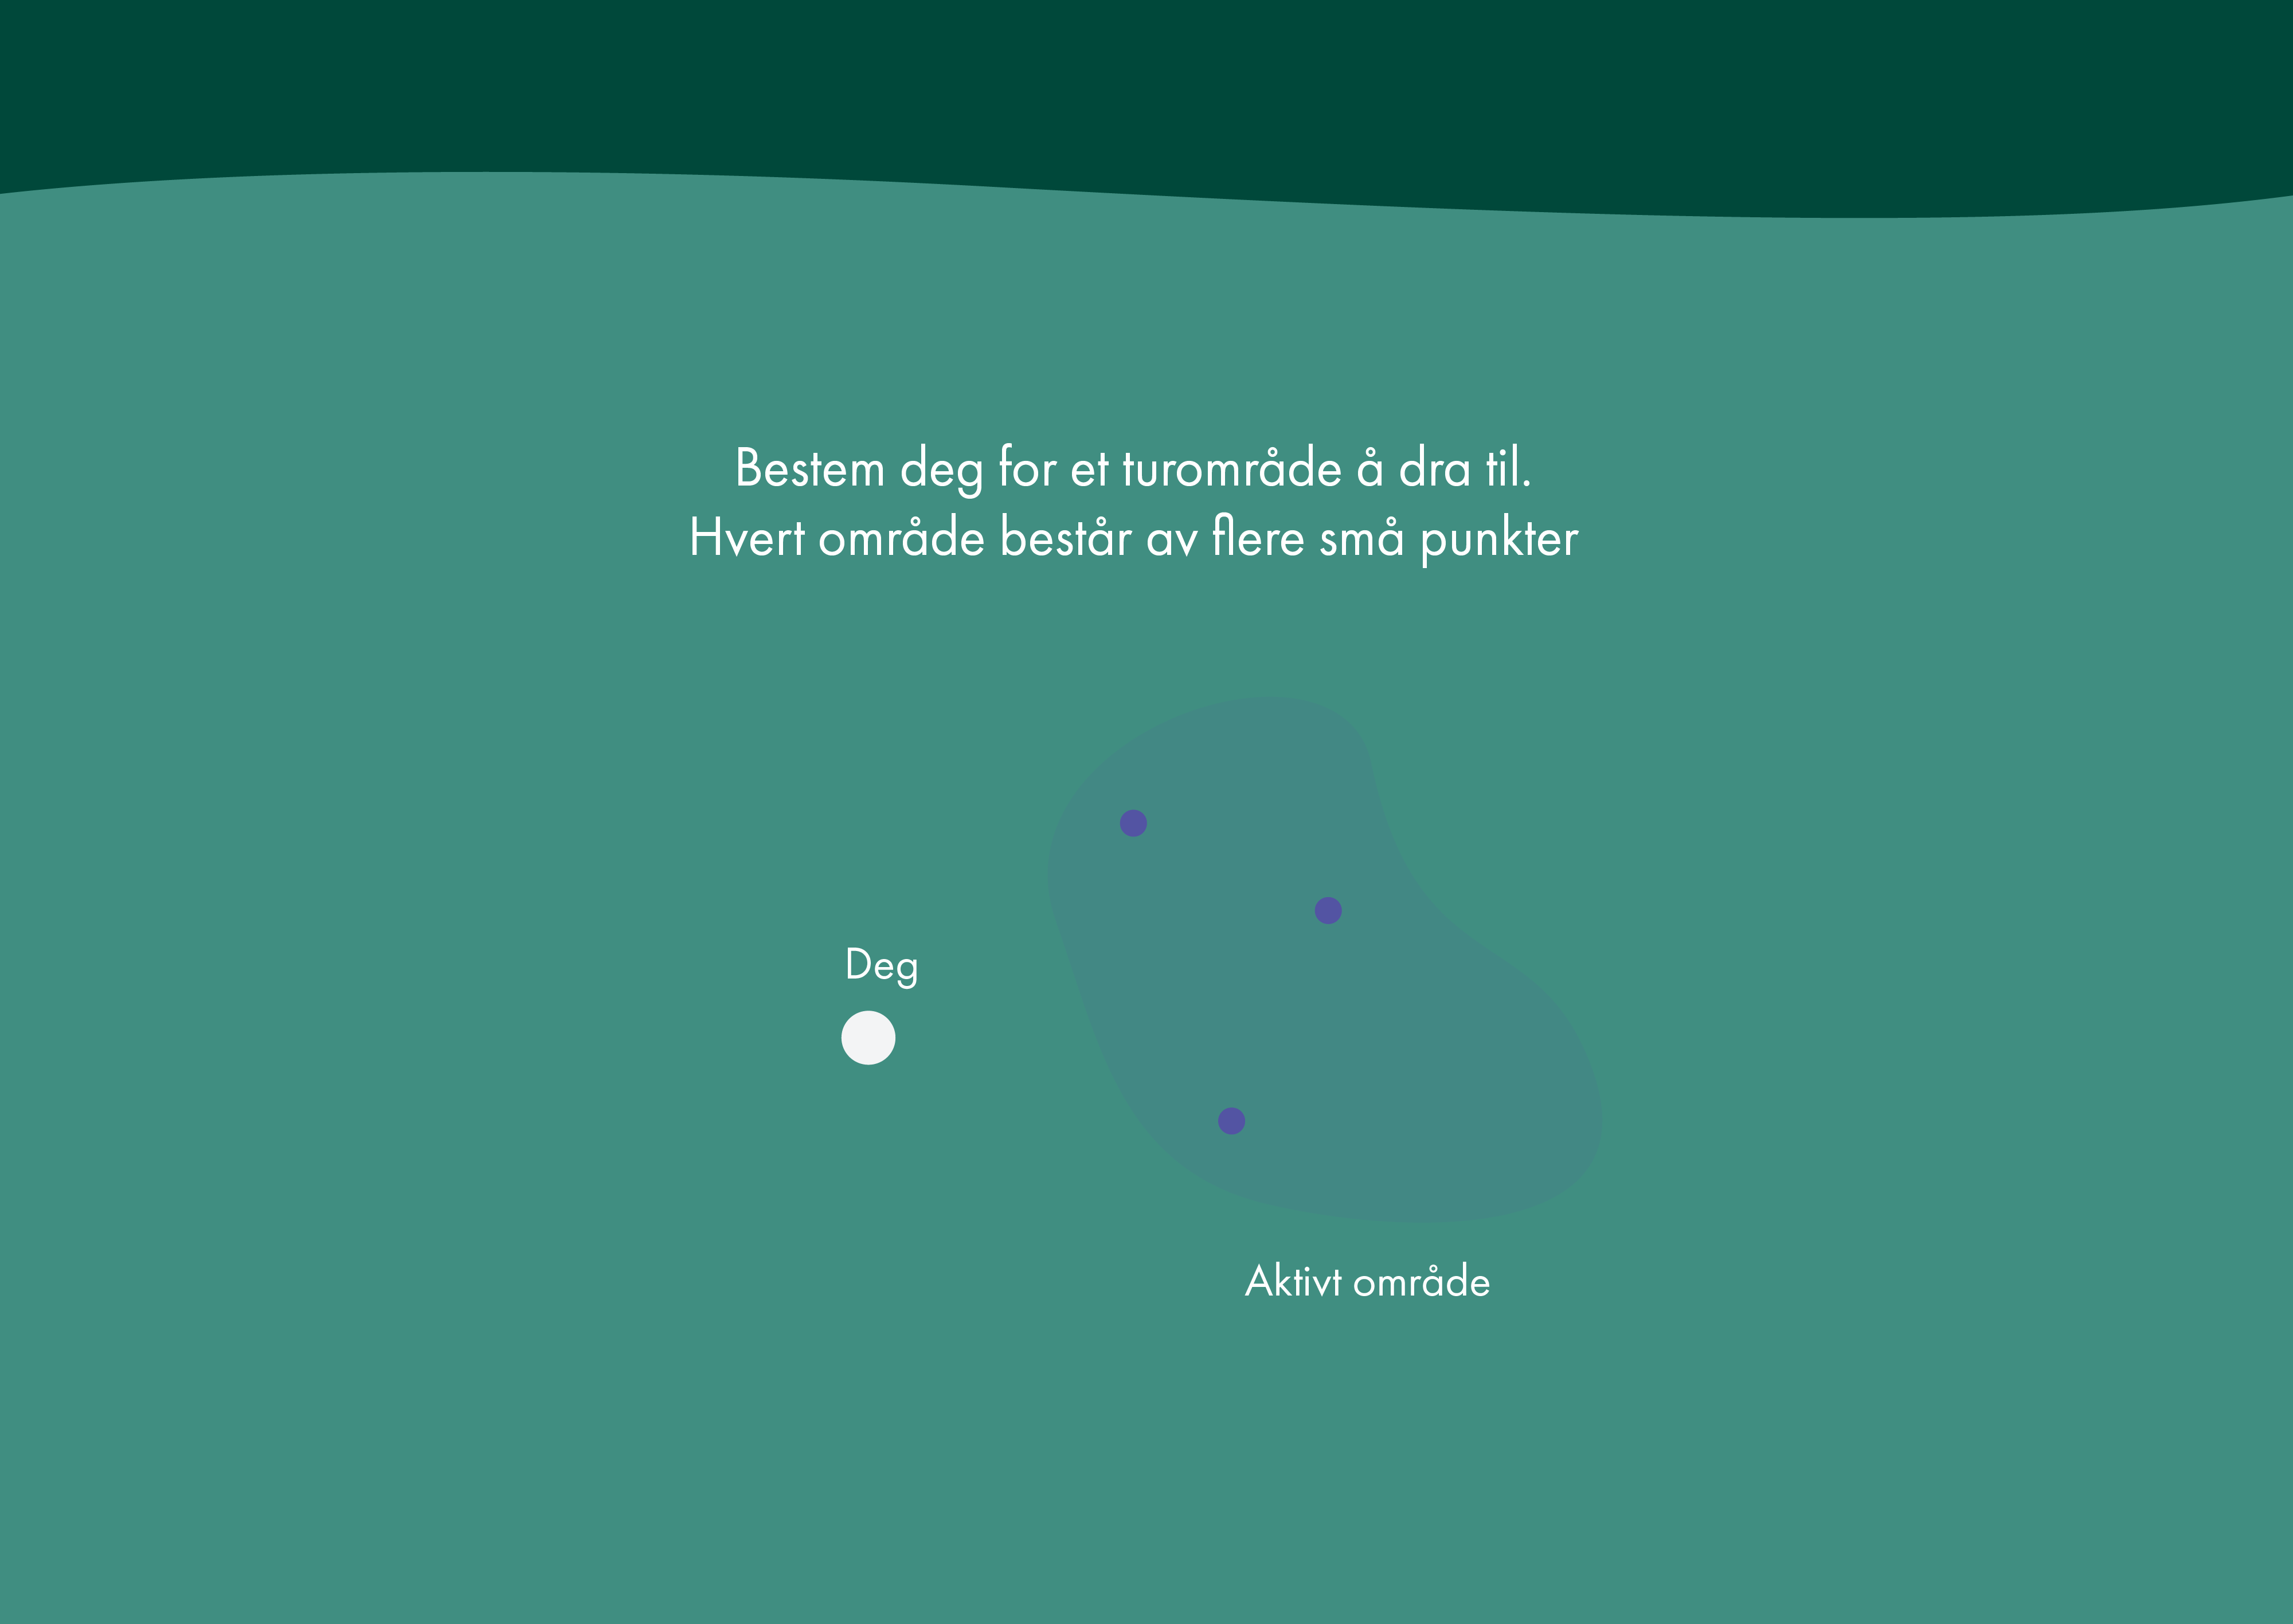 Bestem deg for et turområde å dra til.
Hvert område består av flere små punkter
Deg
Aktivt område